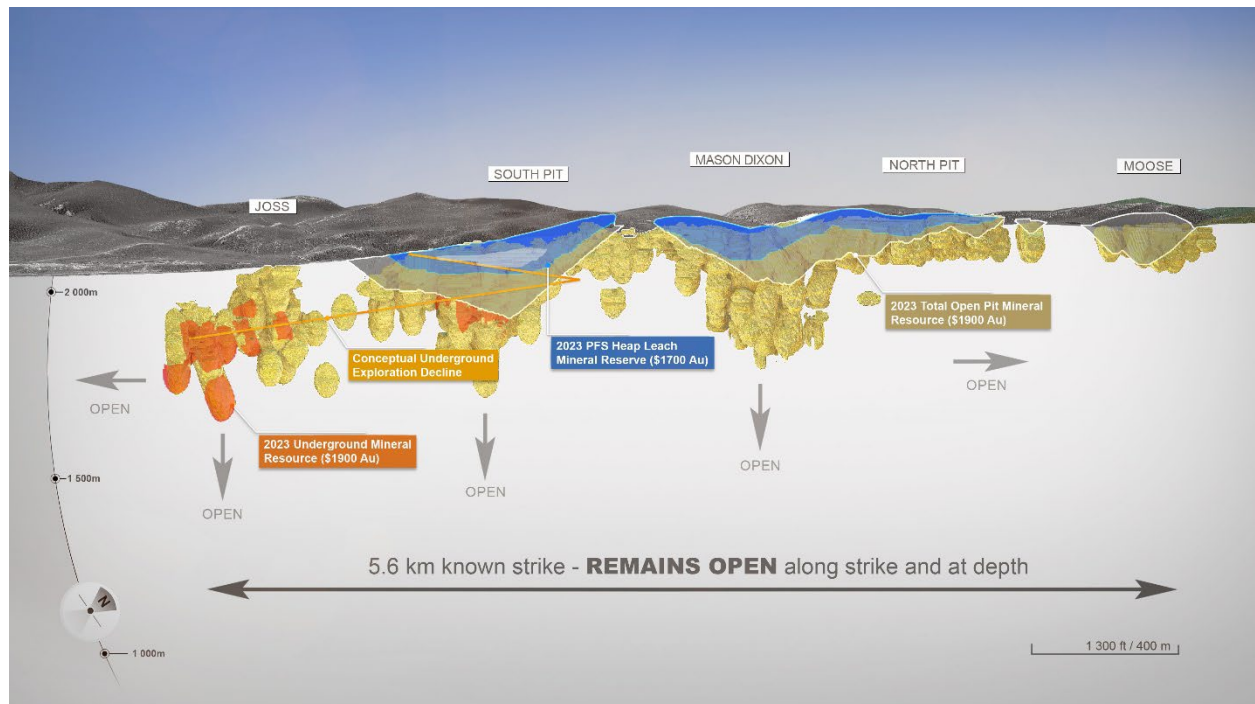 MASON DIXON
NORTH PIT
MOOSE
SOUTH PIT
JOSS
2 000m
2023 Total Open Pit Mineral
Resource ($1900 Au)
2023 PFS Heap Leach
Mineral Reserve ($1700 Au)
Conceptual Underground
Exploration Decline
OPEN
OPEN
2023 Underground Mineral
Resource ($1900 Au)
OPEN
1 500m
OPEN
OPEN
5.6 km known strike - REMAINS OPEN along strike and at depth
N
1 300 ft / 400 m
1 000m